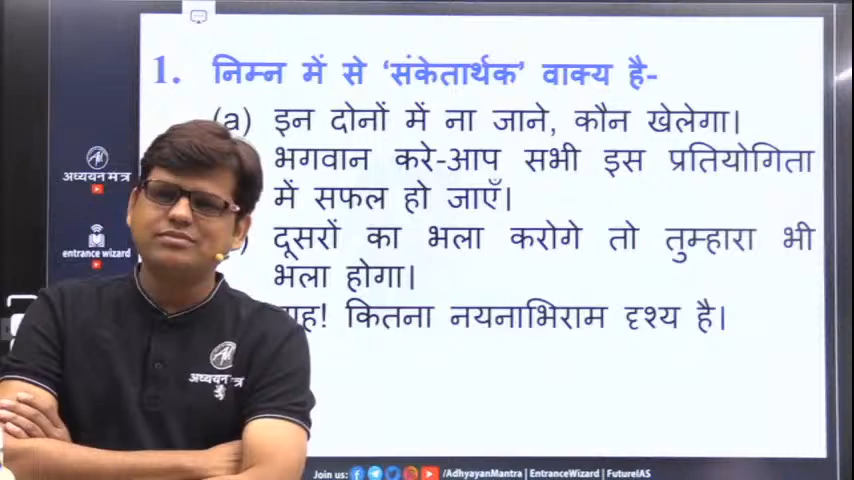 1. निम्न में से ‘संकेतार्थक’ वाक्य है-
(a) इन दोनों में ना जाने, कौन खेलेगा।
भगवान करे-आप सभी इस प्रतियोगिता
में सफल हो जाएँ।
दूसरों का भला करोगे तो तुम्हारा भी
भला होगा।
कितना नयनाभिराम दृश्य है।
अध्ययन मंत्र
entrance wizard
अध्ययन मंत्र
Join us: /AdhyayanMantra | EntranceWizard | FutureIAS